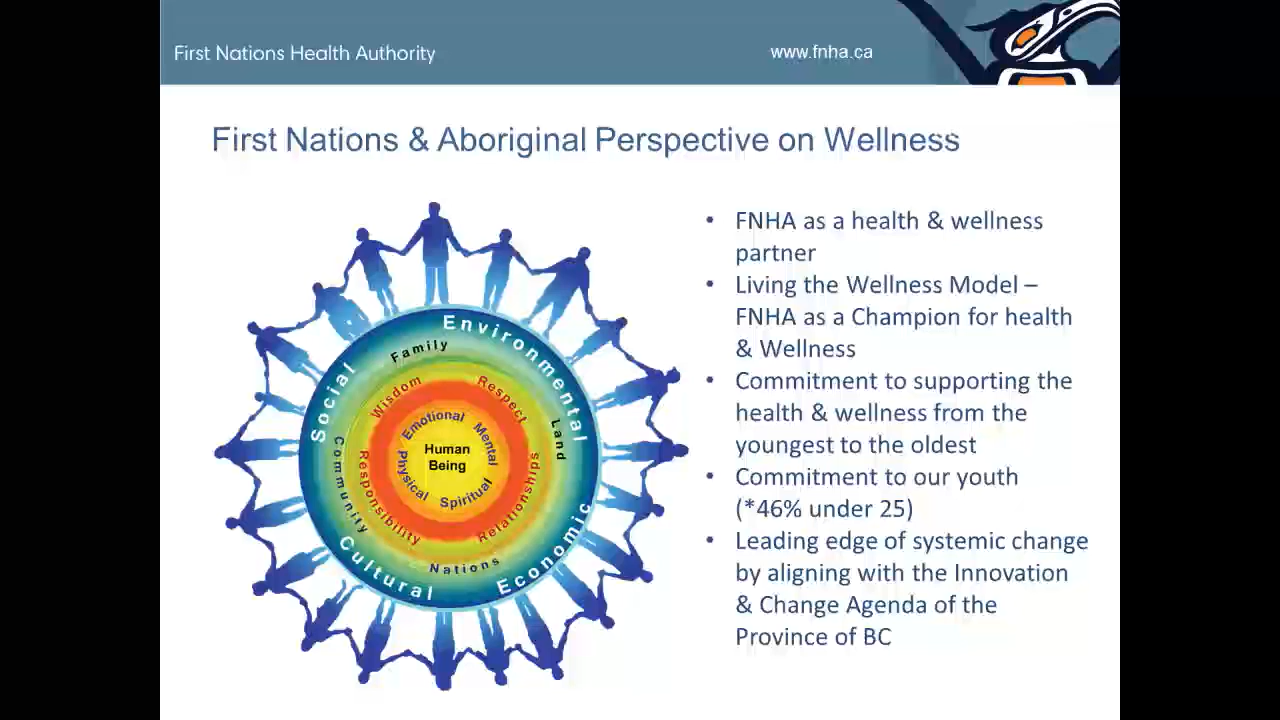 First Nations Health Authority
www.fnha.ca
First Nations & Aboriginal Perspective on Wellness
Environmental
Social
Cultural
Economic
Family
Land
Community
Nations
Wisdom
Respect
Responsibility
Relationships
Emotional
Mental
Physical
Spiritual
Human
Being
• FNHA as a health & wellness
partner
• Living the Wellness Model –
FNHA as a Champion for health
& Wellness
• Commitment to supporting the
health & wellness from the
youngest to the oldest
• Commitment to our youth
(*46% under 25)
• Leading edge of systemic change
by aligning with the Innovation
& Change Agenda of the
Province of BC